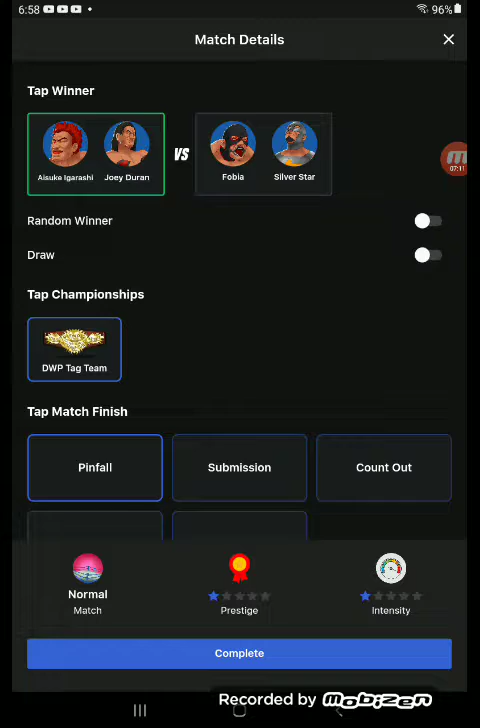 6:58
96%
Match Details
Tap Winner
Aisuke Igarashi
Joey Duran
VS
Fobia
Silver Star
07:11
Random Winner
Draw
Tap Championships
DWP Tag Team
Tap Match Finish
Pinfall
Submission
Count Out
Normal
Match
Prestige
Intensity
Complete
Recorded by Mobizen